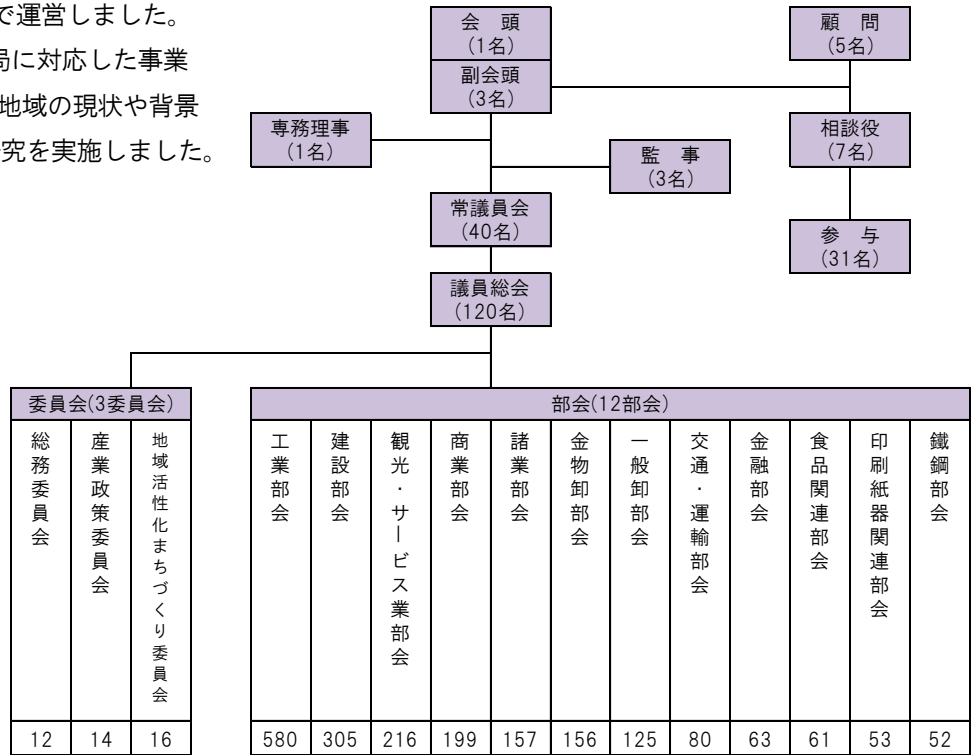 で運営しました。
局に対応した事業
地域の現状や背景
究を実施しました。
会　頭
(1名)
副会頭
(3名)
顧　問
(5名)
専務理事
(1名)
相談役
(7名)
監　事
(3名)
常議員会
(40名)
参　与
(31名)
議員総会
(120名)
委員会(3委員会)
総務委員会
産業政策委員会
地域活性化まちづくり委員会
12 14 16
部会(12部会)
工業部会
建設部会
観光・サービス業部会
商業部会
諸業部会
金物卸部会
一般卸部会
交通・運輸部会
金融部会
食品関連部会
印刷紙器関連部会
鐵鋼部会
580 305 216 199 157 156 125 80 63 61 53 52